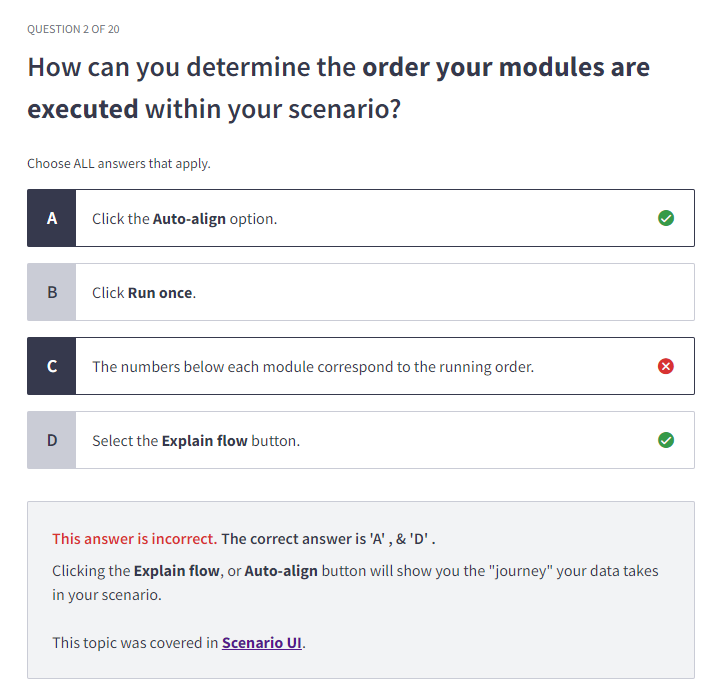 QUESTION 2 OF 20
How can you determine the order your modules are
executed within your scenario?
Choose ALL answers that apply.
A Click the Auto-align option.
B Click Run once.
C The numbers below each module correspond to the running order.
D Select the Explain flow button.
This answer is incorrect. The correct answer is 'A' , & 'D' .
Clicking the Explain flow, or Auto-align button will show you the "journey" your data takes
in your scenario.
This topic was covered in Scenario UI.